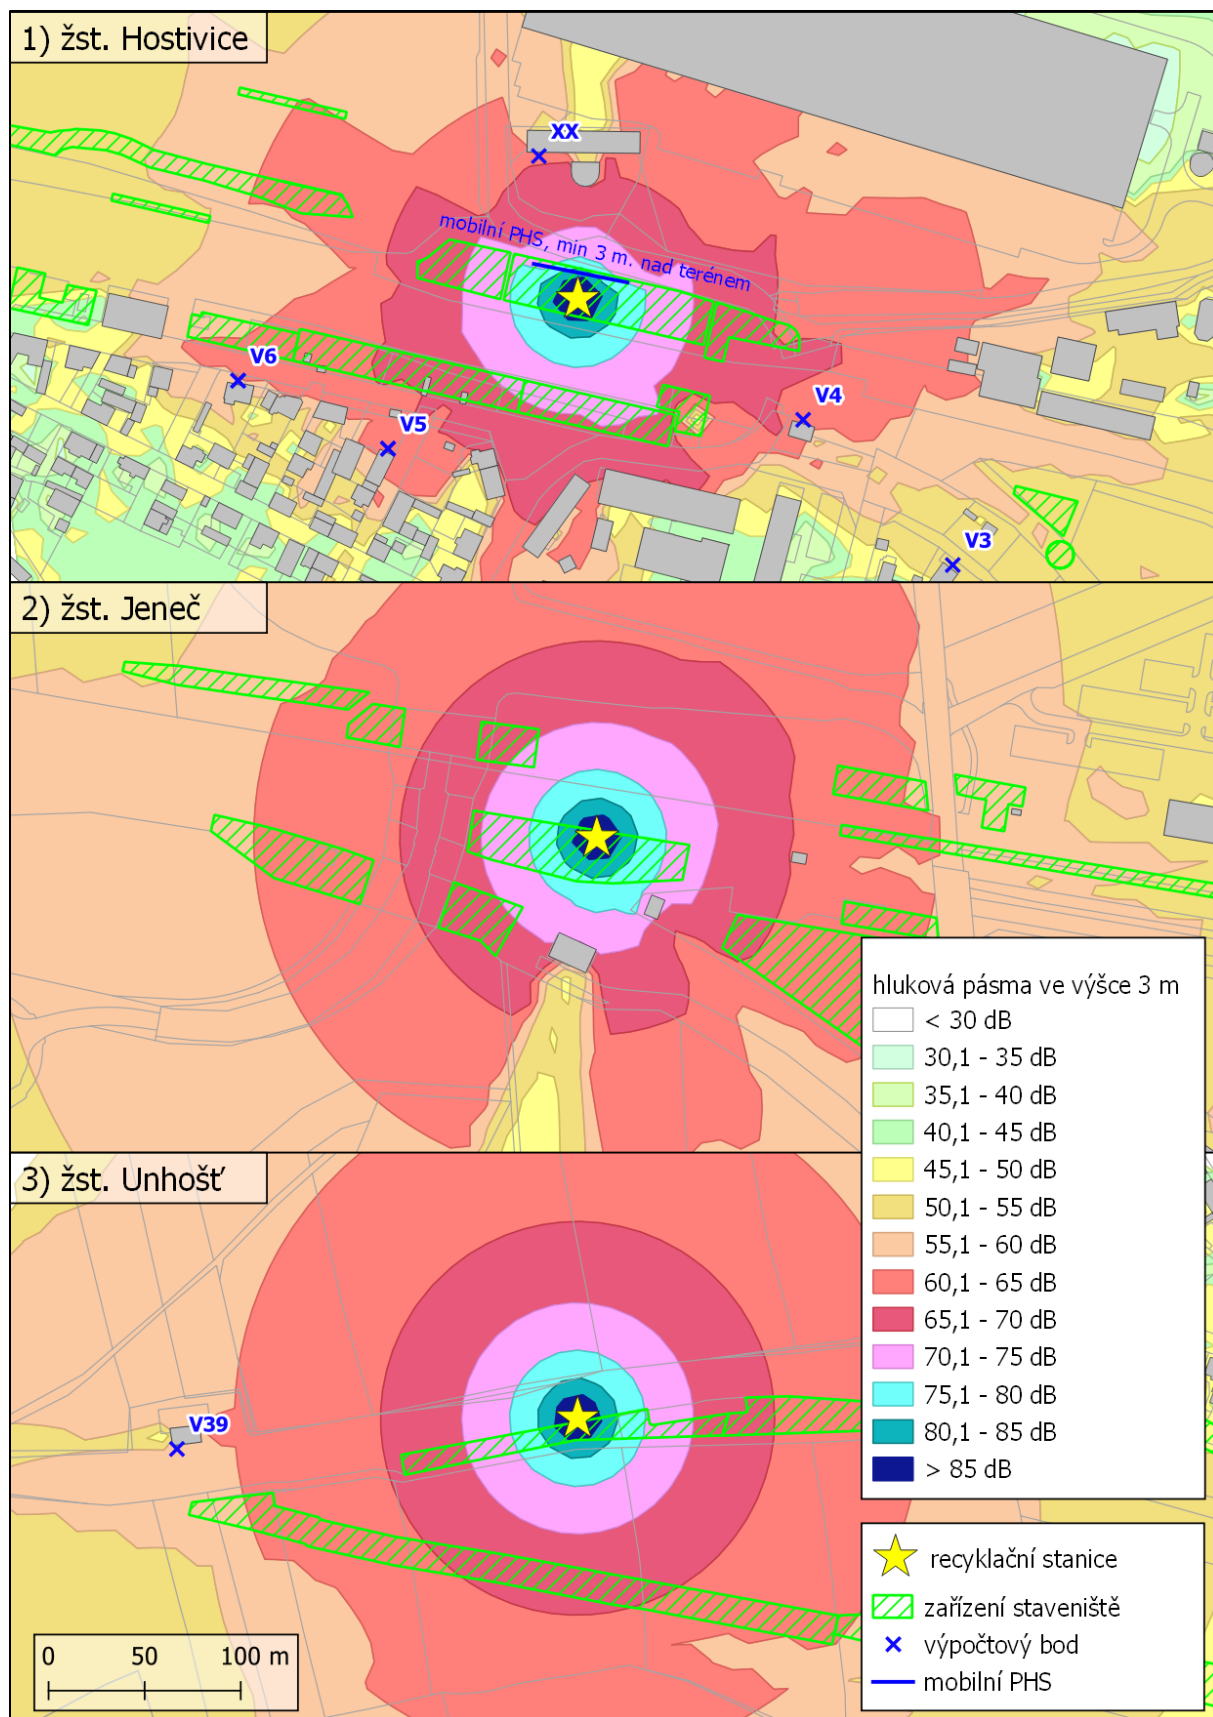 1) žst. Hostivice
XX
mobilní PHS, min 3 m. nad terénem
V6
V5
V4
V3
2) žst. Jeneč
hluková pásma ve výšce 3 m
< 30 dB
30,1 - 35 dB
35,1 - 40 dB
40,1 - 45 dB
45,1 - 50 dB
50,1 - 55 dB
55,1 - 60 dB
60,1 - 65 dB
65,1 - 70 dB
70,1 - 75 dB
75,1 - 80 dB
80,1 - 85 dB
> 85 dB
3) žst. Unhošť
V39
recyklační stanice
zařízení staveniště
výpočtový bod
mobilní PHS
0 50 100 m